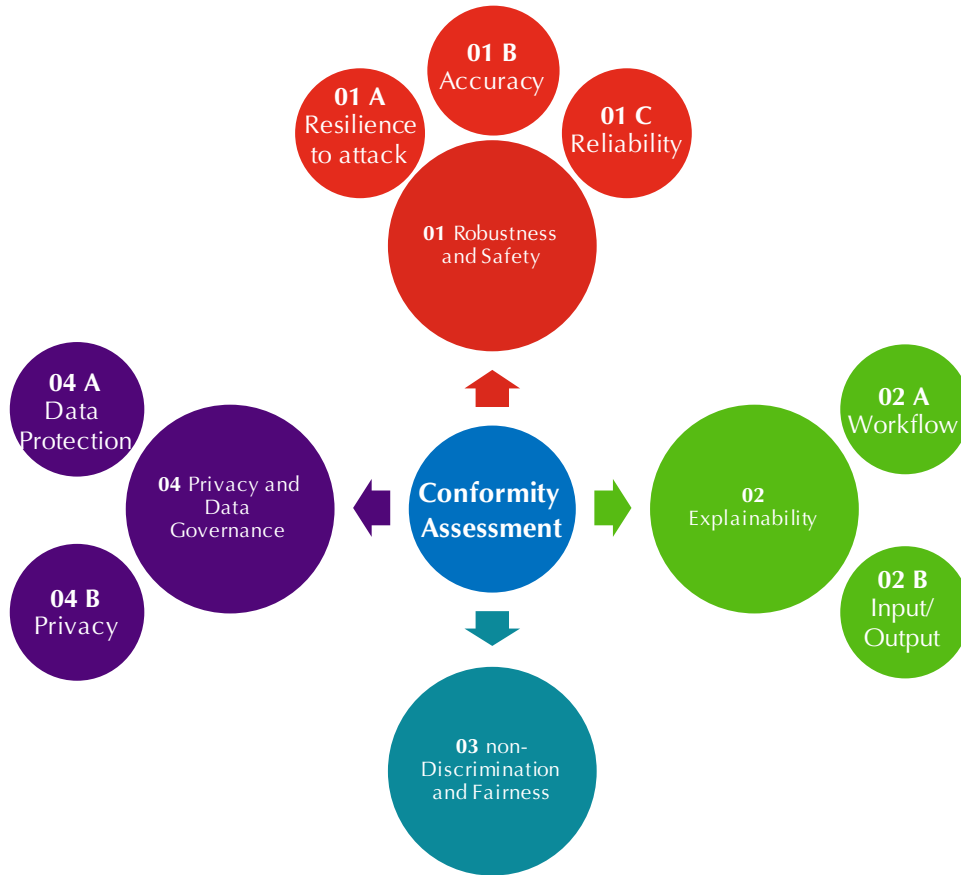 01 B
Accuracy
01 A
Resilience
to attack
01 C
Reliability
01 Robustness
and Safety
04 A
Data
Protection
02 A
Workflow
04 Privacy and
Data
Governance
Conformity
Assessment
02
Explainability
04 B
Privacy
02 B
Input/
Output
03 non-
Discrimination
and Fairness